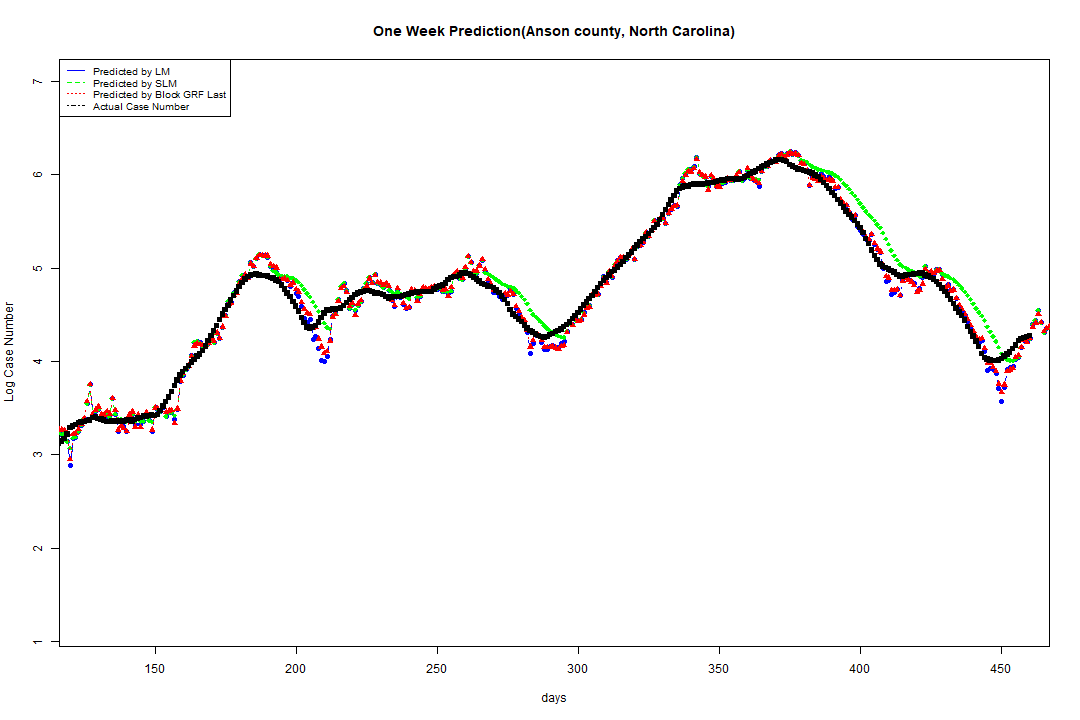 One Week Prediction(Anson county, North Carolina)
Predicted by LM
Predicted by SLM
Predicted by Block GRF Last
Actual Case Number
7
6
5
4
3
2
1
Log Case Number
150 200 250 300 350 400 450
days